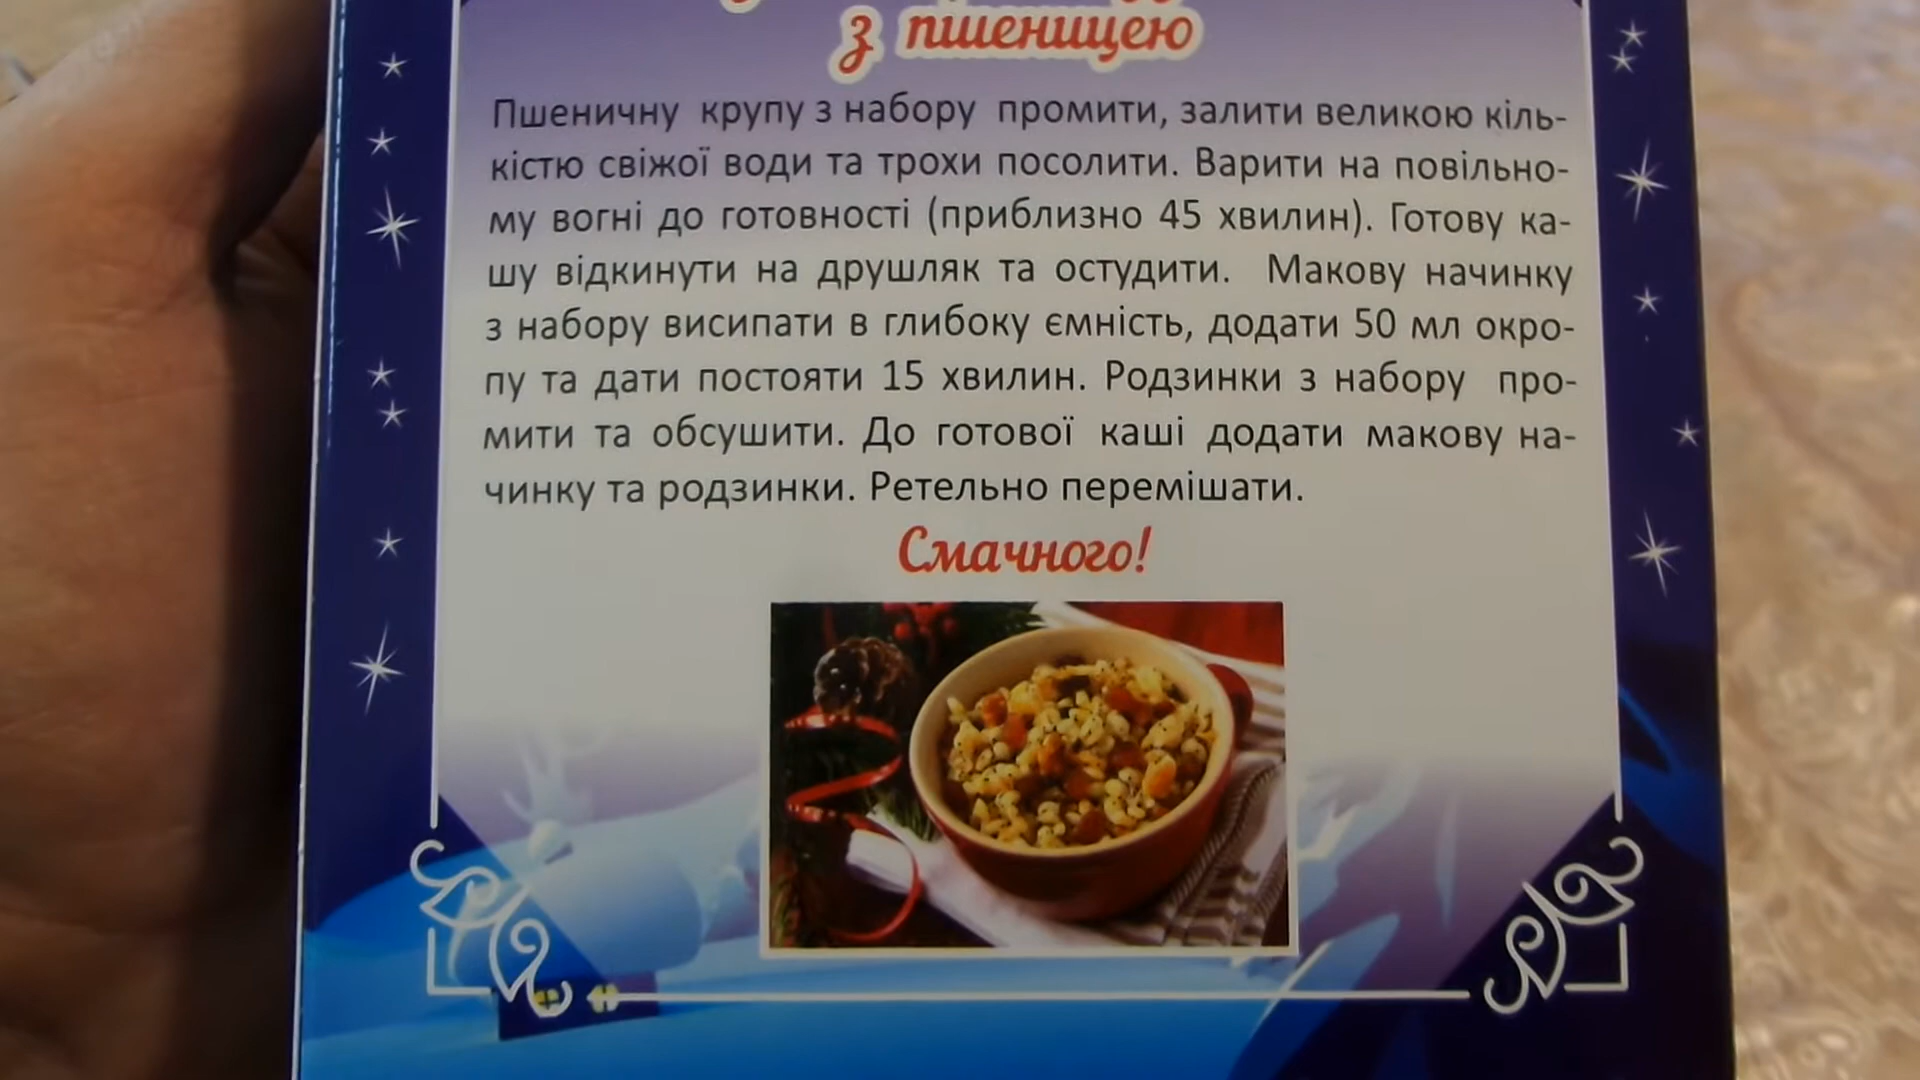 з пшеницею
Пшеничну крупу з набору промити, залити великою кіль-
кістю свіжої води та трохи посолити. Варити на повільно-
му вогні до готовності (приблизно 45 хвилин). Готову ка-
шу відкинути на друшляк та остудити. Макову начинку
з набору висипати в глибоку ємність, додати 50 мл окро-
пу та дати постояти 15 хвилин. Родзинки з набору про-
мити та обсушити. До готової каші додати макову на-
чинку та родзинки. Ретельно перемішати.
Смачного!